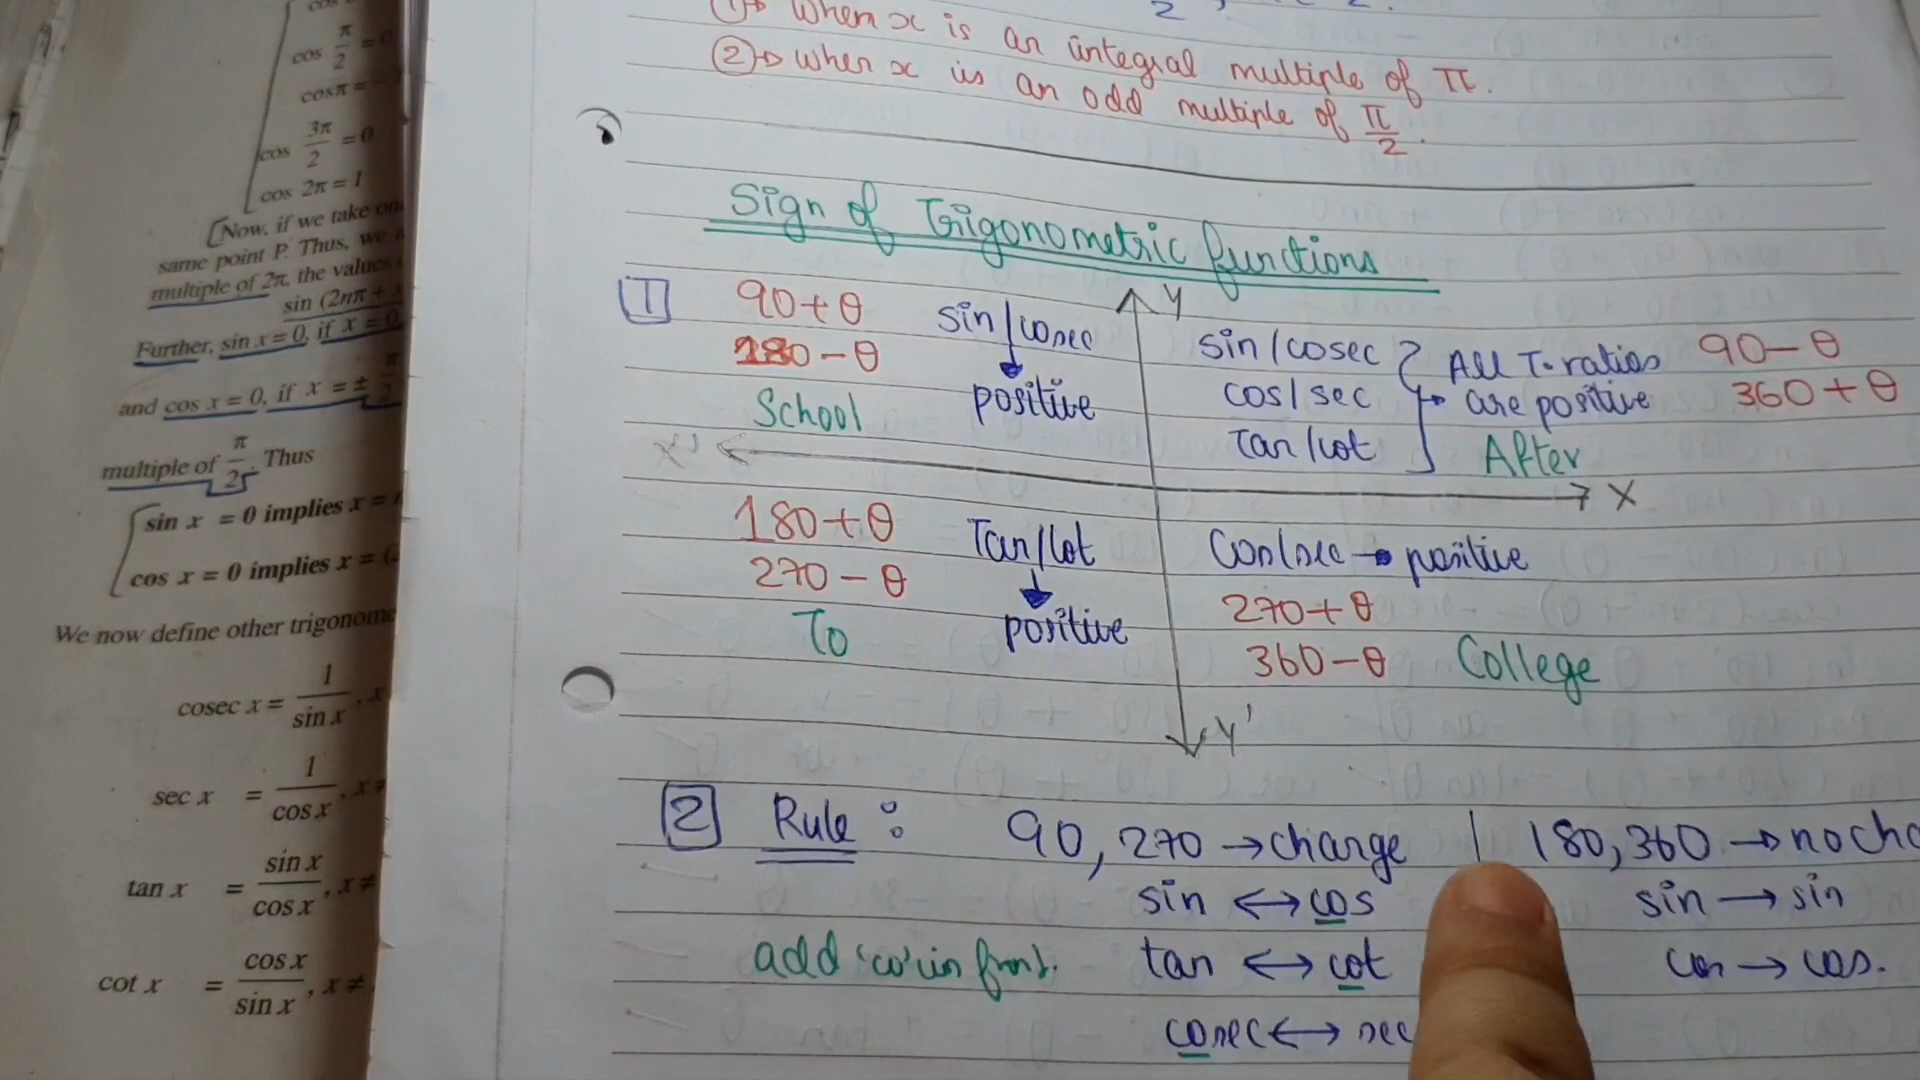 cos π/2 = 0
cosπ =
cos 3π/2 = 0
cos 2π = 1
[Now, if we take on
same point P. Thus, we
multiple of 2π, the values
sin (2nπ +
Further, sin x = 0, if x = 0,
and cos x = 0, if x = ± π/2
multiple of π/2. Thus
sin x = 0 implies x =
cos x = 0 implies x = (
We now define other trigonome
cosec x = 1/sin x, x
sec x = 1/cos x, x ≠
tan x = sin x/cos x, x ≠
cot x = cos x/sin x, x ≠
① When x is an integral multiple of π.
② When x is an odd multiple of π/2.
Sign of Trigonometric functions
1
90+θ sin/cosec
180-θ ↓
School positive
Y
sin/cosec All T-ratios 90-θ
cos/sec → are positive 360+θ
Tan/cot After
X' X
180+θ Tan/Cot
270-θ ↓
To positive
Cos/sec → positive
270+θ
360-θ College
Y'
2 Rule : 90, 270 → change | 180, 360 → no cha
sin ↔ cos sin → sin
add 'co' in front. tan ↔ cot cos → cos.
cosec ↔ sec